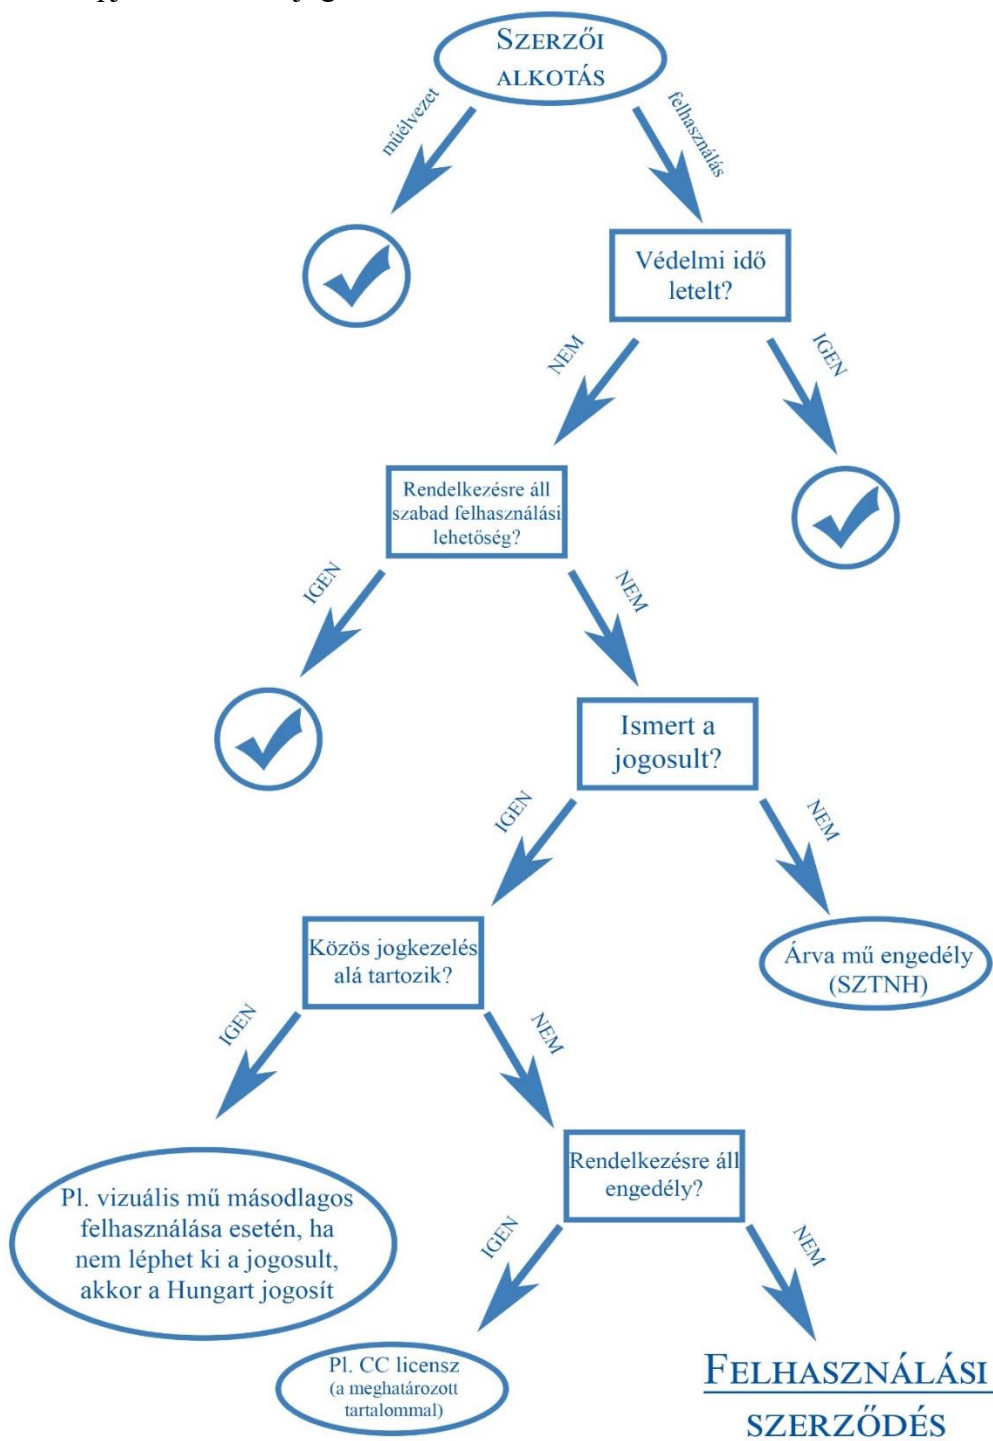 SZERZŐI
ALKOTÁS
műélvezet
felhasználás
Védelmi idő
letelt?
NEM
IGEN
Rendelkezésre áll
szabad felhasználási
lehetőség?
IGEN
NEM
Ismert a
jogosult?
IGEN
NEM
Közös jogkezelés
alá tartozik?
Árva mű engedély
(SZTNH)
IGEN
NEM
Pl. vizuális mű másodlagos
felhasználása esetén, ha
nem léphet ki a jogosult,
akkor a Hungart jogosít
Rendelkezésre áll
engedély?
IGEN
NEM
Pl. CC licensz
(a meghatározott
tartalommal)
FELHASZNÁLÁSI
SZERZŐDÉS